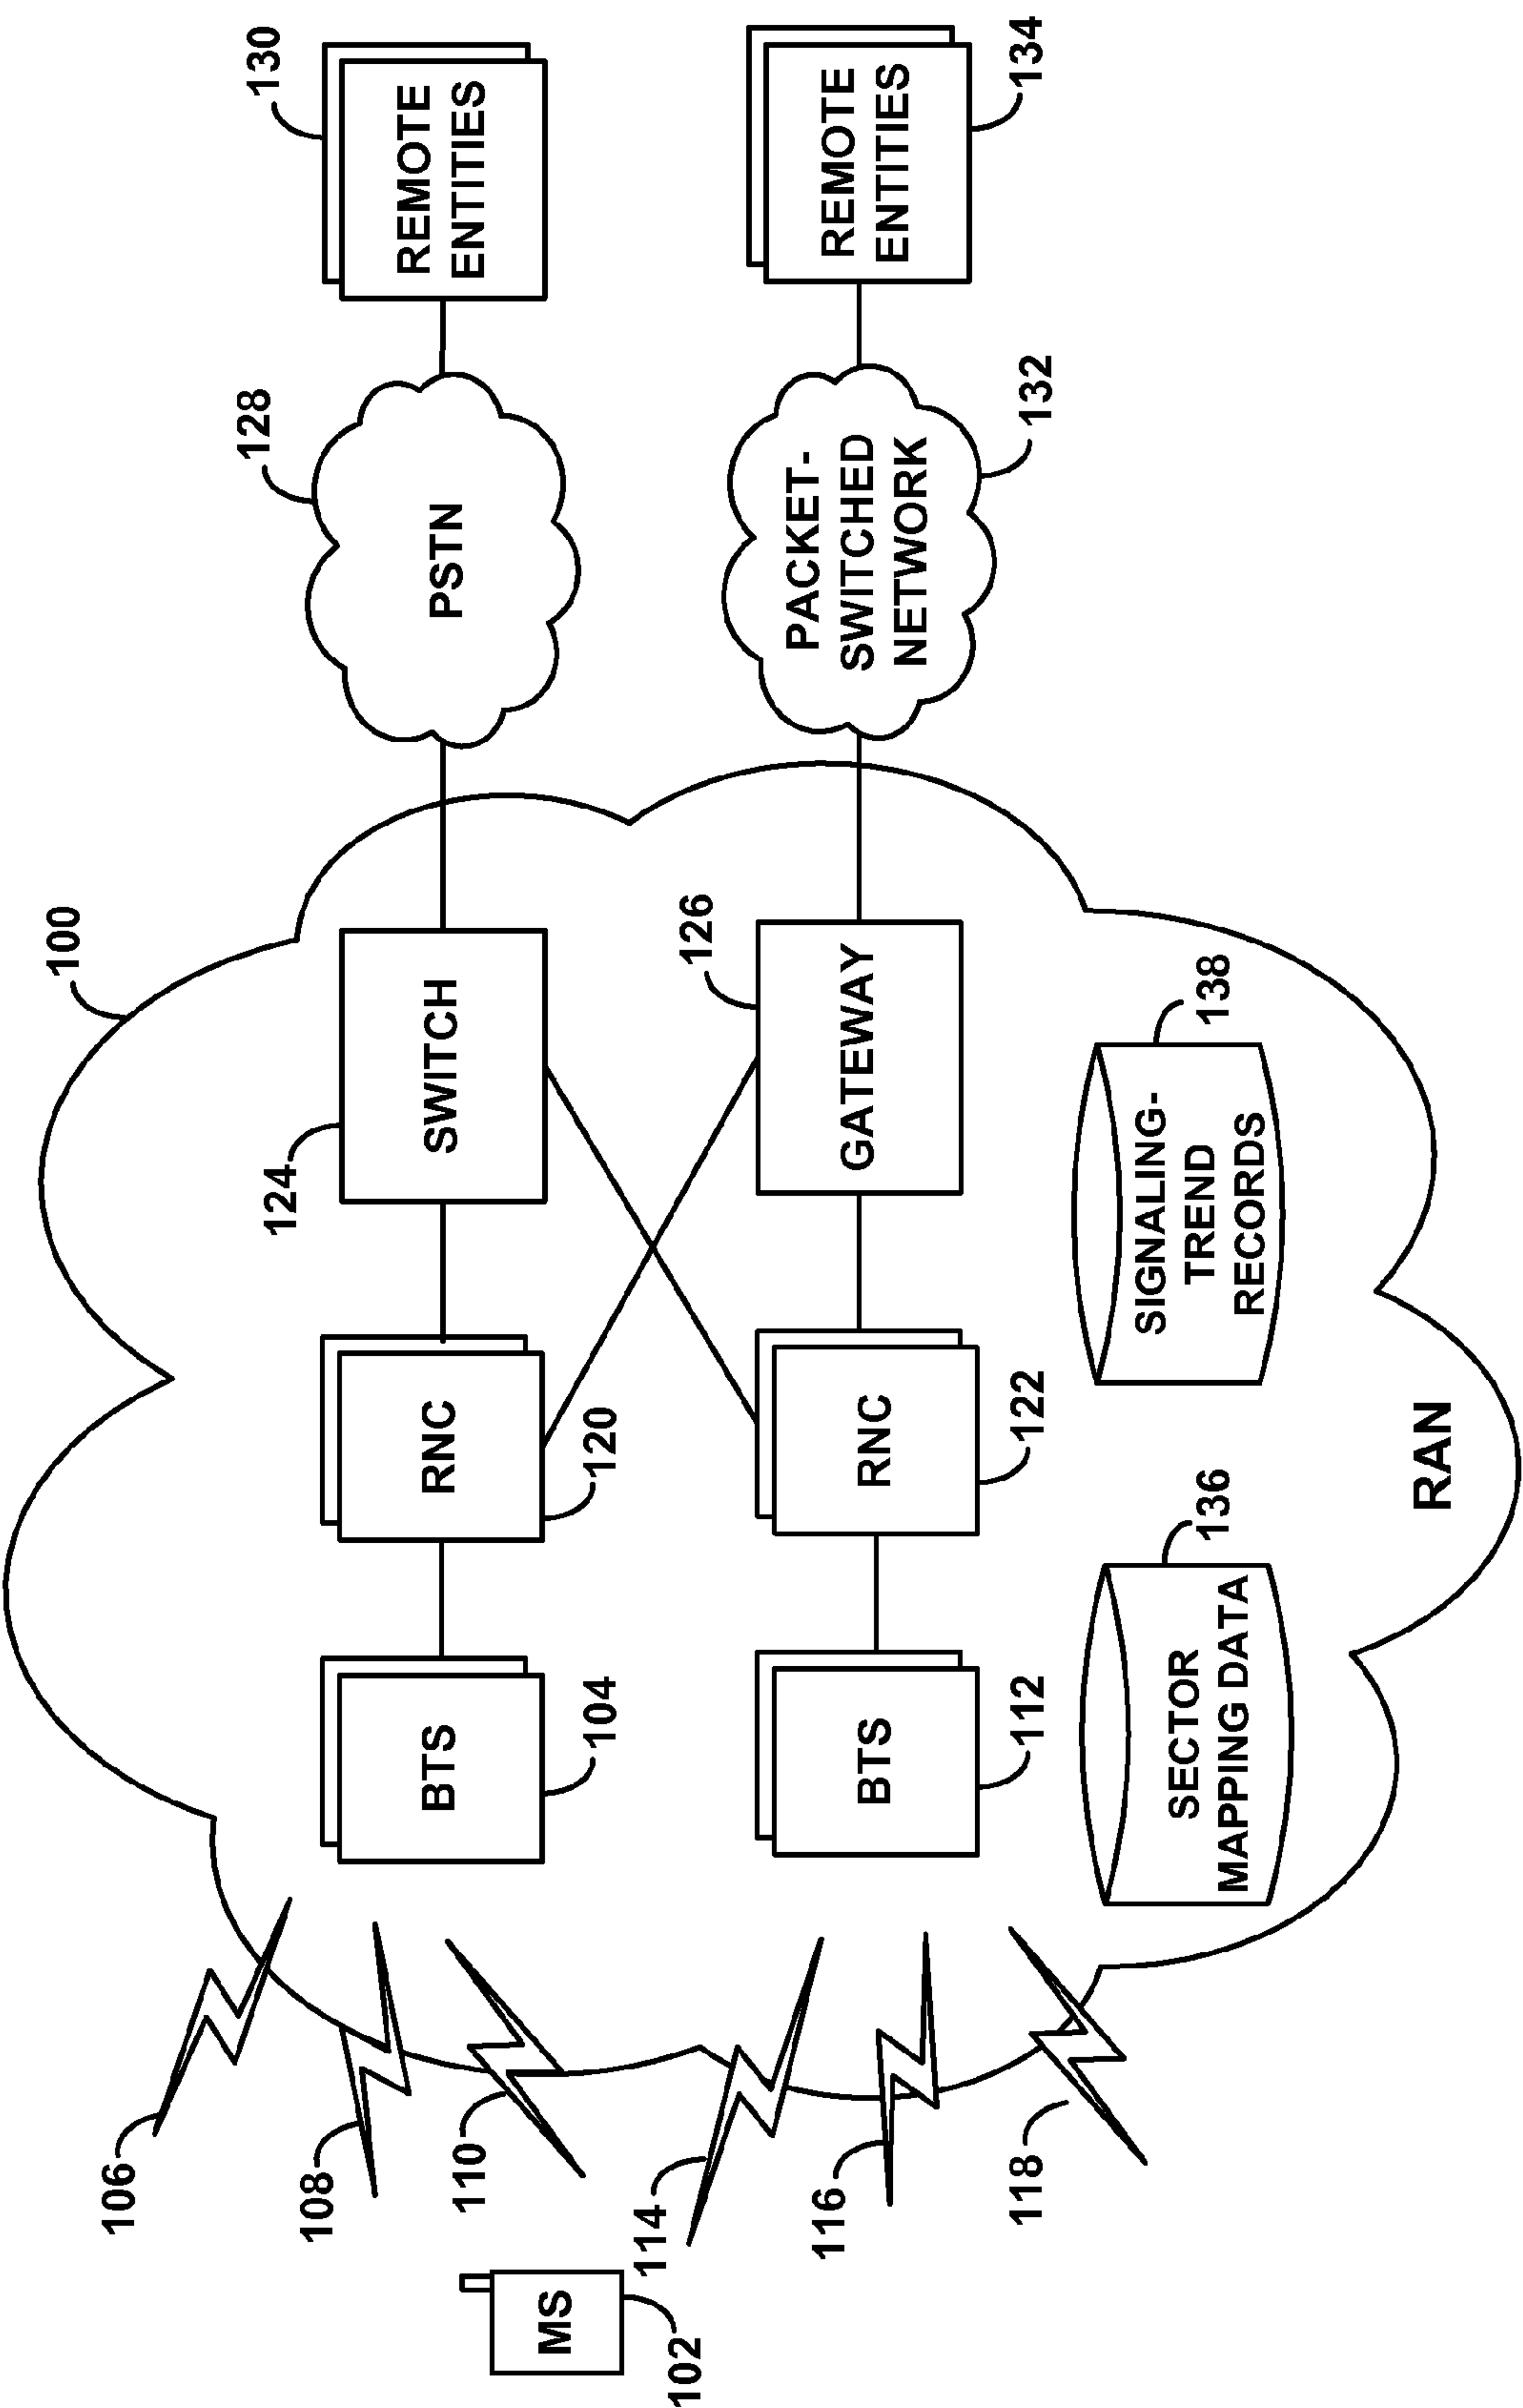 100
106
108
110
114
116
118
MS
102
BTS
104
BTS
112
RNC
120
RNC
122
124
SWITCH
126
GATEWAY
128
PSTN
PACKET-
SWITCHED
NETWORK
132
130
REMOTE
ENTITIES
REMOTE
ENTITIES
134
SECTOR
MAPPING DATA
136
SIGNALING-
TREND
RECORDS
138
RAN